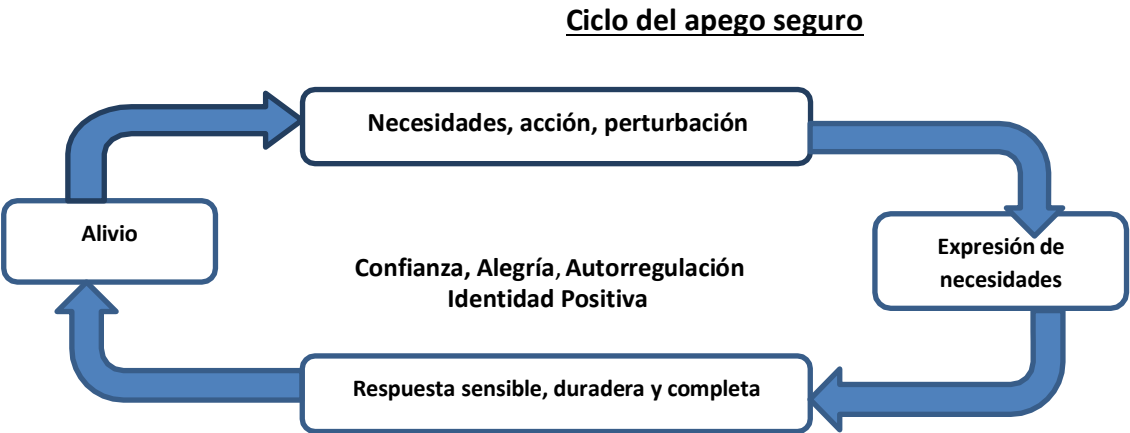 Ciclo del apego seguro
Necesidades, acción, perturbación
Alivio
Expresión de
necesidades
Confianza, Alegría, Autorregulación
Identidad Positiva
Respuesta sensible, duradera y completa